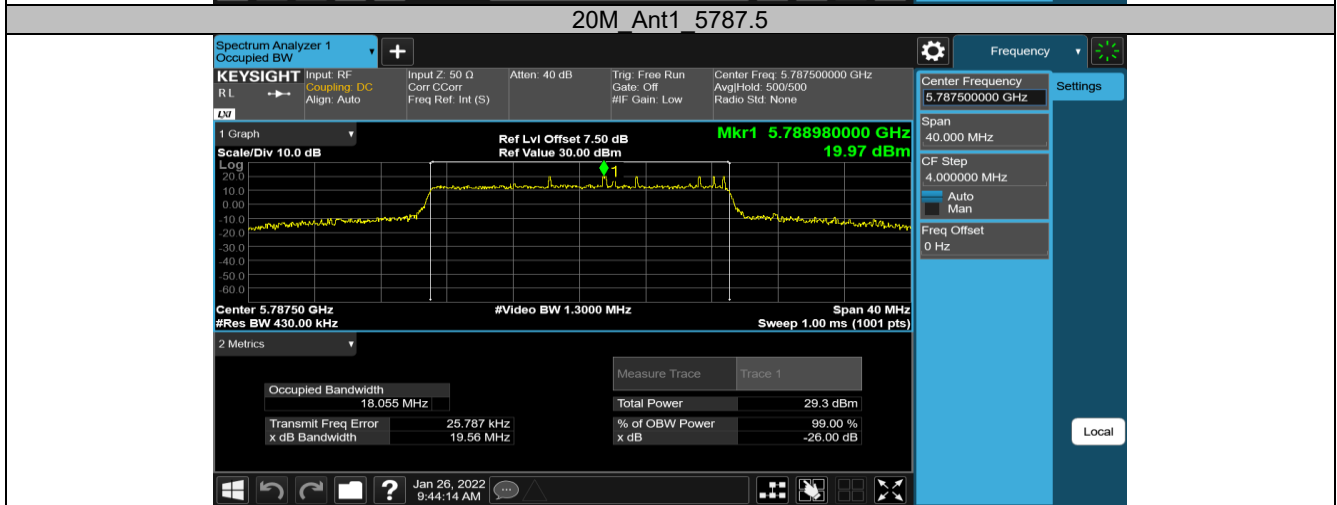 20M_Ant1_5787.5
Spectrum Analyzer 1
Occupied BW
+
Frequency
KEYSIGHT
R L
LXI
Input: RF
Coupling: DC
Align: Auto
Input Z: 50 Ω
Corr CCorr
Freq Ref: Int (S)
Atten: 40 dB
Trig: Free Run
Gate: Off
#IF Gain: Low
Center Freq: 5.787500000 GHz
Avg|Hold: 500/500
Radio Std: None
Center Frequency
5.787500000 GHz
Settings
Span
40.000 MHz
CF Step
4.000000 MHz
Auto
Man
Freq Offset
0 Hz
Local
1 Graph
Scale/Div 10.0 dB
Ref Lvl Offset 7.50 dB
Ref Value 30.00 dBm
Mkr1 5.788980000 GHz
19.97 dBm
Log
20.0
10.0
0.00
-10.0
-20.0
-30.0
-40.0
-50.0
-60.0
1
Center 5.78750 GHz
#Video BW 1.3000 MHz
Span 40 MHz
#Res BW 430.00 kHz
Sweep 1.00 ms (1001 pts)
2 Metrics
Measure Trace Trace 1
Occupied Bandwidth
18.055 MHz
Total Power 29.3 dBm
Transmit Freq Error 25.787 kHz
% of OBW Power 99.00 %
x dB Bandwidth 19.56 MHz
x dB -26.00 dB
?
Jan 26, 2022
9:44:14 AM